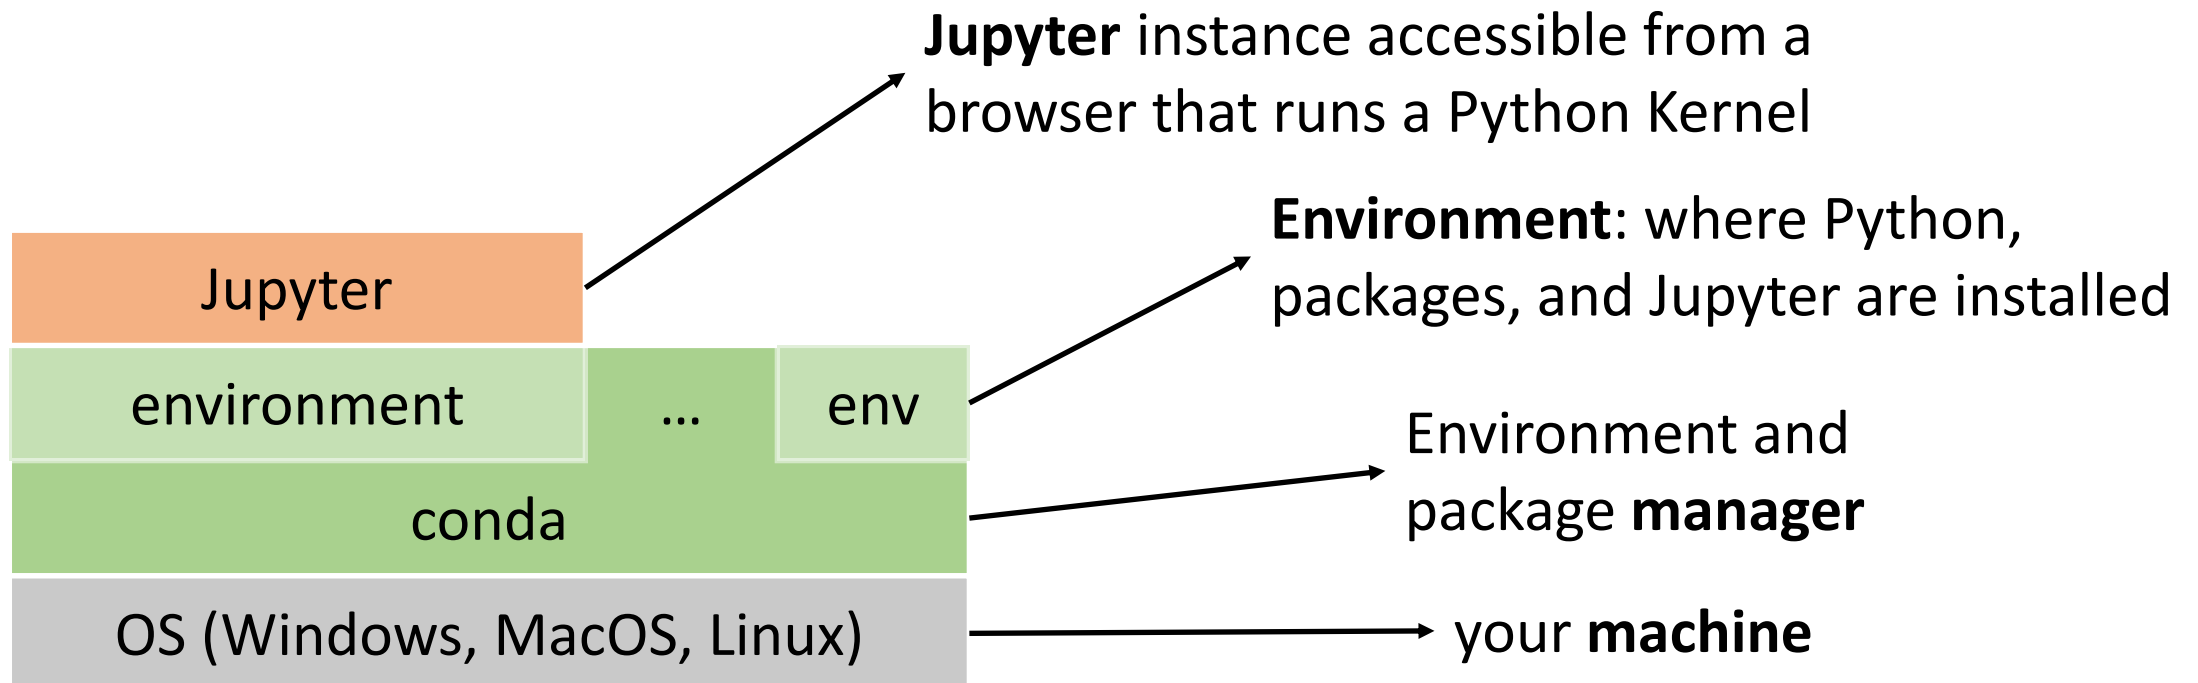 Jupyter instance accessible from a
browser that runs a Python Kernel
Environment: where Python,
packages, and Jupyter are installed
Jupyter
environment
...
env
Environment and
package manager
conda
OS (Windows, MacOS, Linux)
your machine